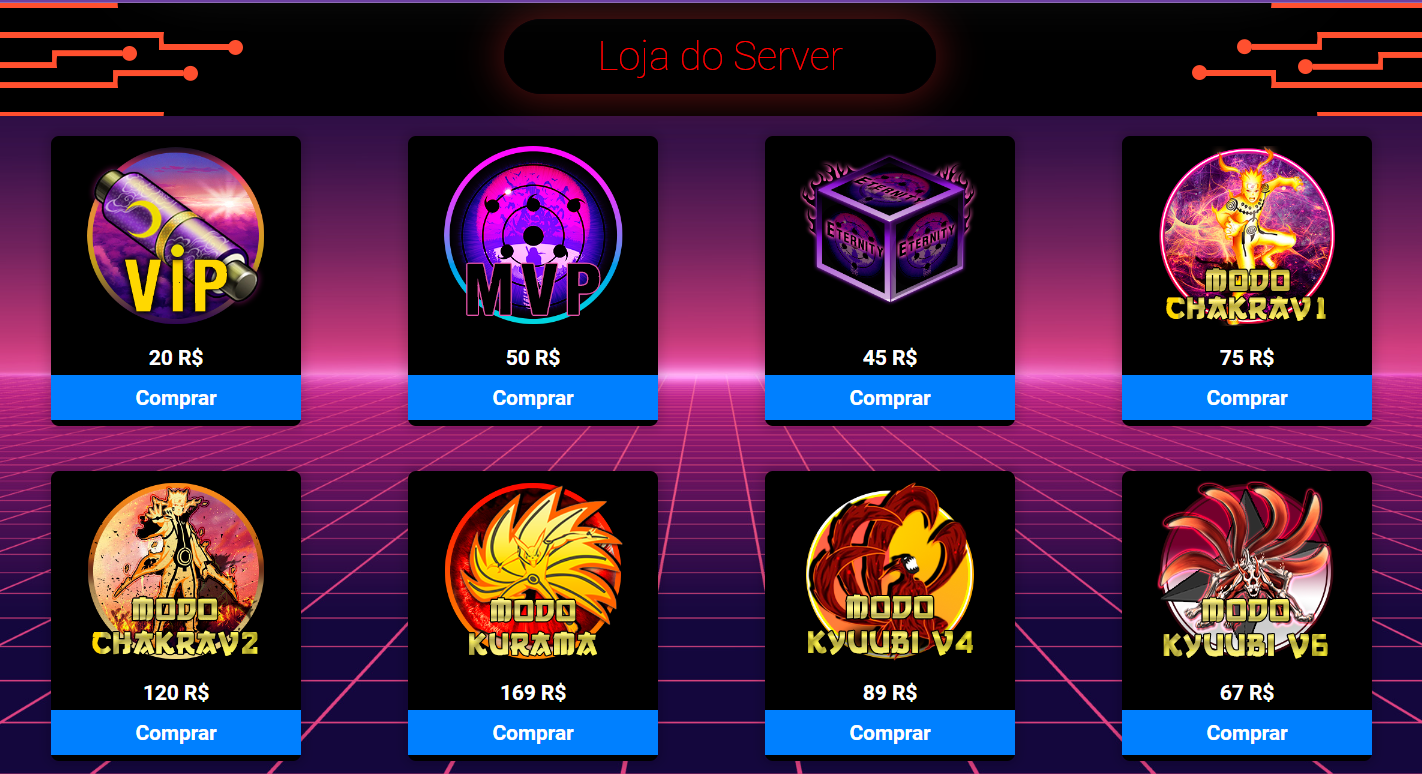 Loja do Server
VIP
20 R$
Comprar
MVP
50 R$
Comprar
ETERNITY
ETERNITY
ETERNITY
45 R$
Comprar
MODO
CHAKRAV1
75 R$
Comprar
MODO
CHAKRAV2
120 R$
Comprar
MODO
KURAMA
169 R$
Comprar
MODO
KYUUBI V4
89 R$
Comprar
MODO
KYUUBI V6
67 R$
Comprar